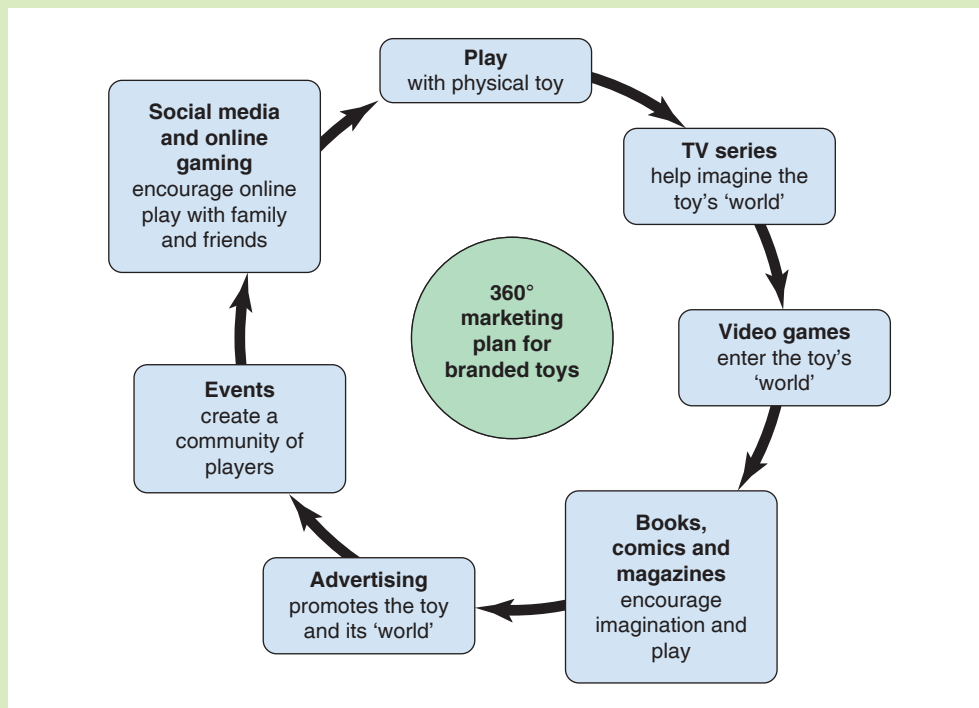 Play
with physical toy
TV series
help imagine the
toy's 'world'
Video games
enter the toy's
'world'
Books,
comics and
magazines
encourage
imagination and
play
Advertising
promotes the toy
and its 'world'
Events
create a
community of
players
Social media
and online
gaming
encourage online
play with family
and friends
360°
marketing
plan for
branded toys